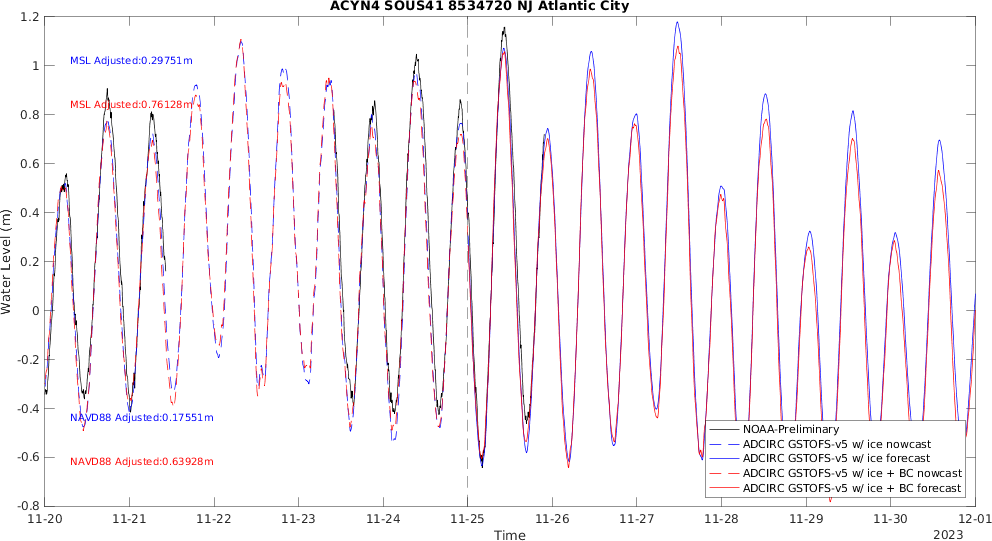 ACYN4 SOUS41 8534720 NJ Atlantic City
1.2
1
0.8
0.6
0.4
0.2
0
-0.2
-0.4
-0.6
-0.8
Water Level (m)
MSL Adjusted:0.29751m
MSL Adjusted:0.76128m
NAVD88 Adjusted:0.17551m
NAVD88 Adjusted:0.63928m
NOAA-Preliminary
ADCIRC GSTOFS-v5 w/ ice nowcast
ADCIRC GSTOFS-v5 w/ ice forecast
ADCIRC GSTOFS-v5 w/ ice + BC nowcast
ADCIRC GSTOFS-v5 w/ ice + BC forecast
11-20 11-21 11-22 11-23 11-24 11-25 11-26 11-27 11-28 11-29 11-30 12-01
Time
2023